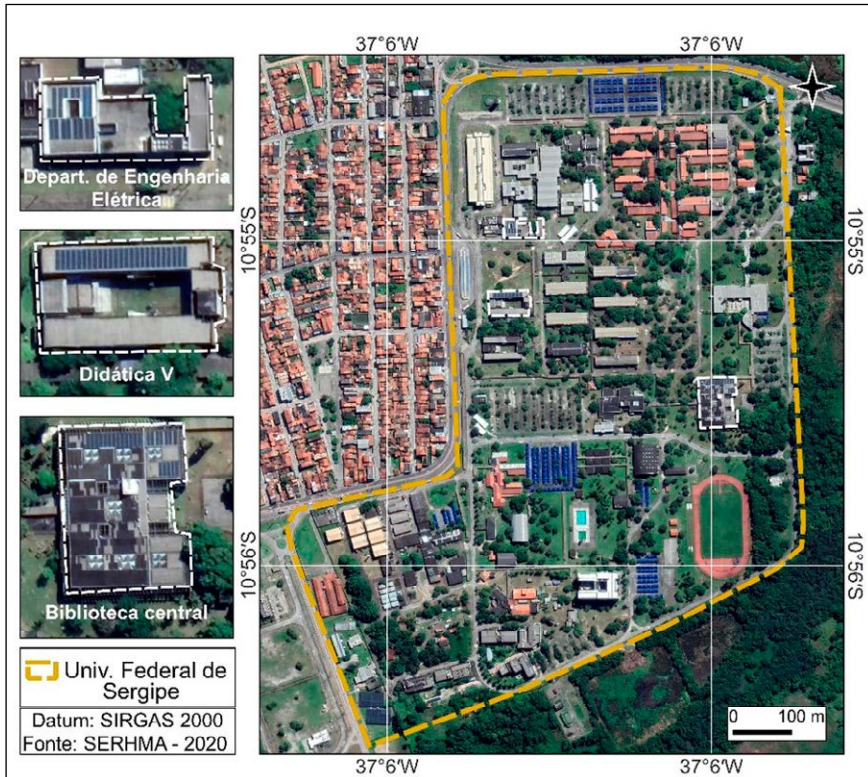 37°6'W
37°6'W
Depart. de Engenharia
Elétrica
10°55'S
10°55'S
Didática V
Biblioteca central
10°56'S
10°56'S
Univ. Federal de
Sergipe
Datum: SIRGAS 2000
Fonte: SERHMA - 2020
0 100 m
37°6'W
37°6'W